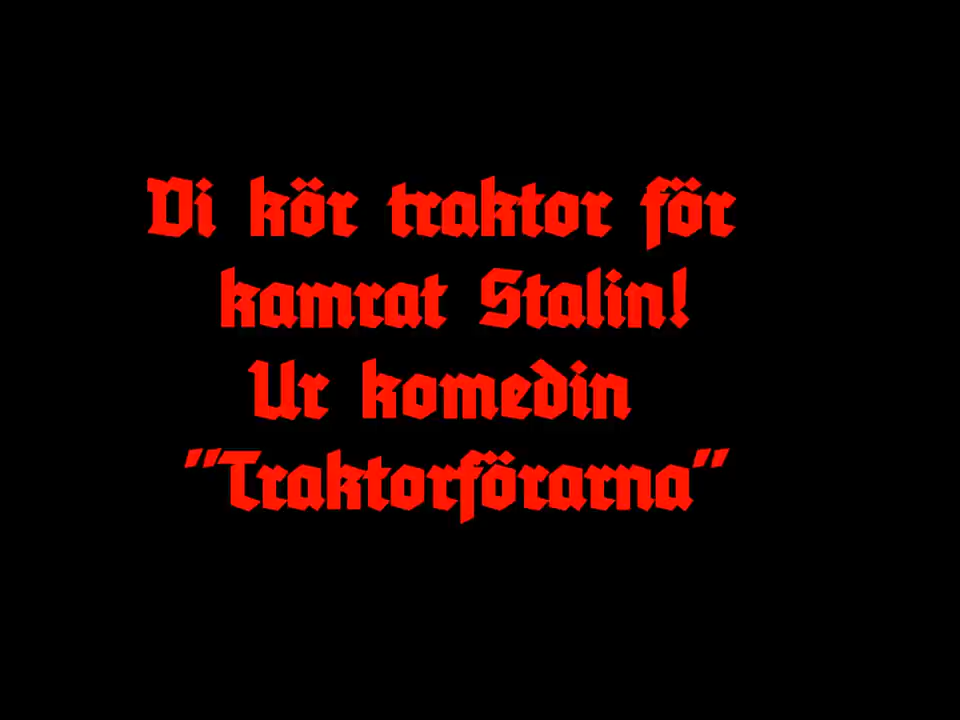 Vi kör traktor för
kamrat Stalin!
Ur komedin
"Traktorförarna"